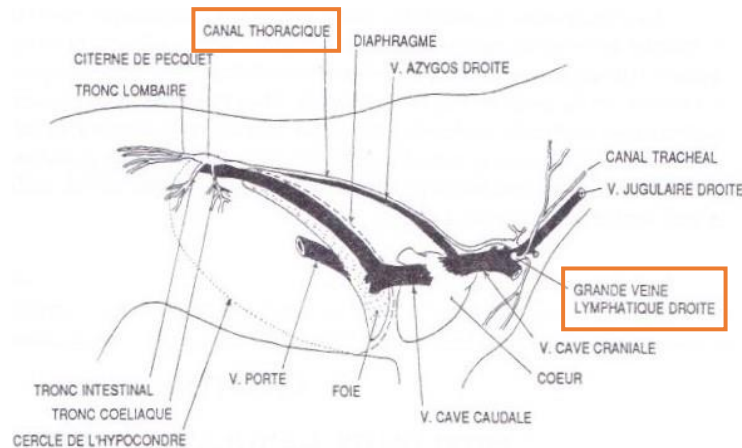 CANAL THORACIQUE
DIAPHRAGME
CITERNE DE PECQUET
V. AZYGOS DROITE
TRONC LOMBAIRE
CANAL TRACHEAL
V. JUGULAIRE DROITE
GRANDE VEINE
LYMPHATIQUE DROITE
V. CAVE CRANIALE
COEUR
V. PORTE
FOIE
TRONC INTESTINAL
TRONC COELIAQUE
V. CAVE CAUDALE
CERCLE DE L'HYPOCONDRE